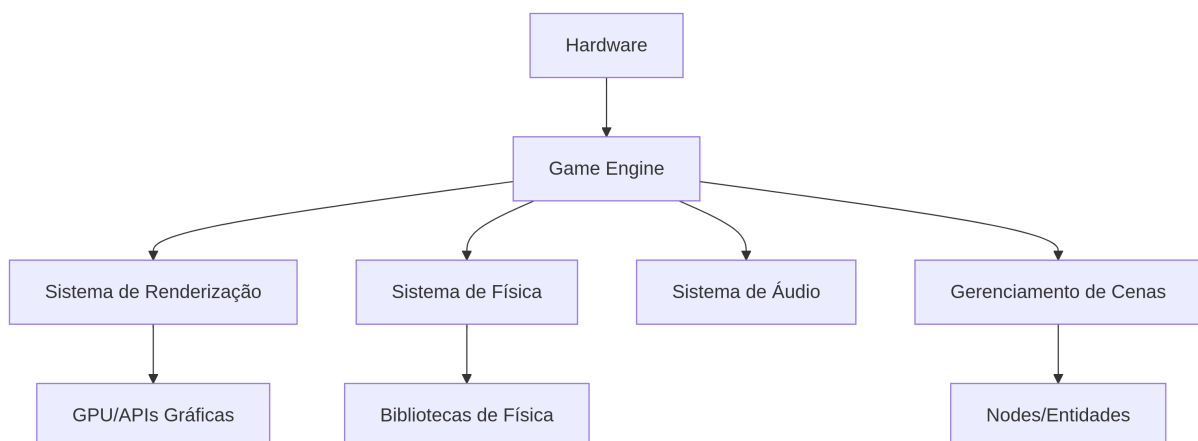 Hardware
Game Engine
Sistema de Renderização
Sistema de Física
Sistema de Áudio
Gerenciamento de Cenas
GPU/APIs Gráficas
Bibliotecas de Física
Nodes/Entidades